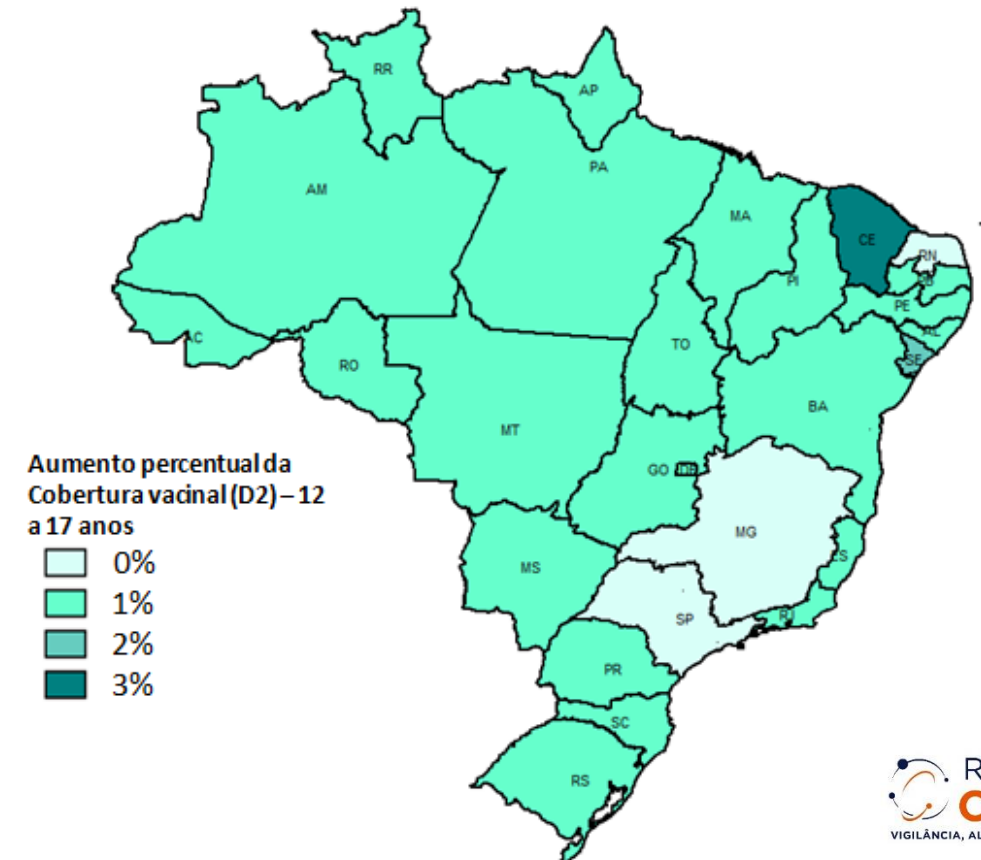 RR
AP
PA
AM
MA
CE
RN
PI
PB
PE
AC
AL
TO
SE
RO
BA
MT
Aumento percentual da
Cobertura vacinal (D2) – 12
a 17 anos
0%
1%
2%
3%
GO DF
MG
ES
MS
SP
RJ
PR
SC
RS
VIGILÂNCIA, AL